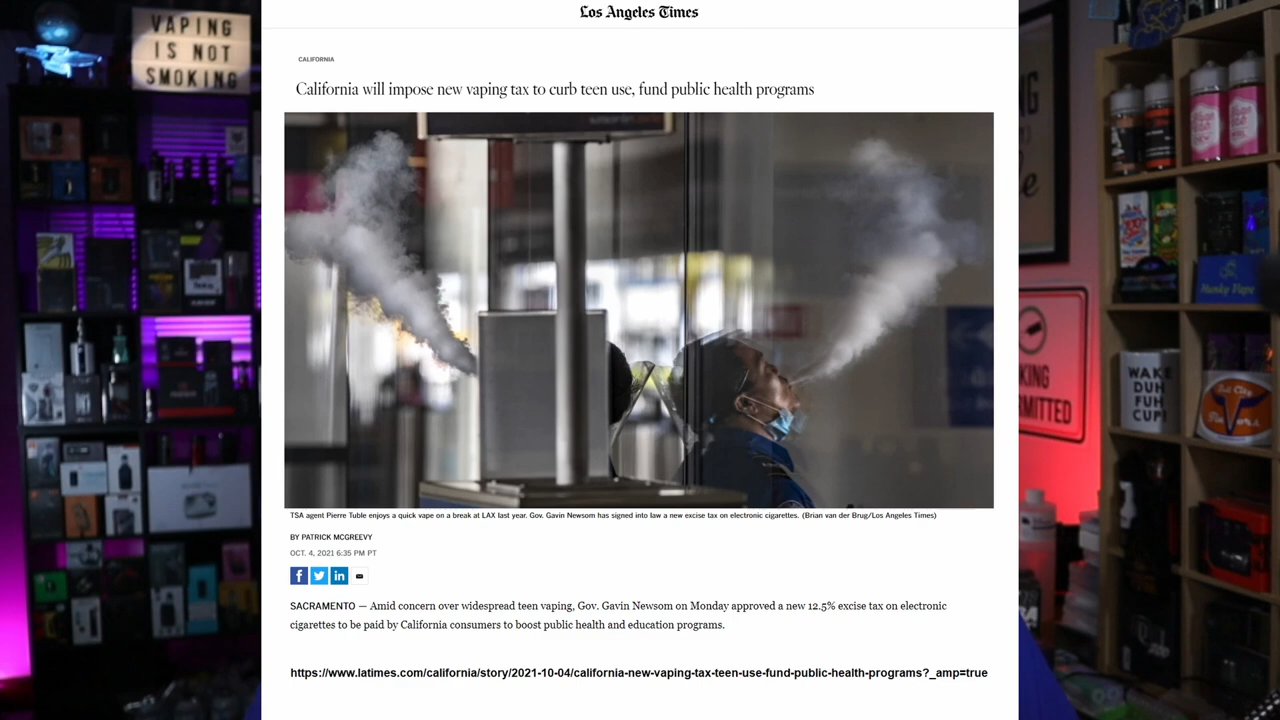 VAPING
IS NOT
SMOKING
Los Angeles Times
CALIFORNIA
California will impose new vaping tax to curb teen use, fund public health programs
TSA agent Pierre Tuble enjoys a quick vape on a break at LAX last year. Gov. Gavin Newsom has signed into law a new excise tax on electronic cigarettes. (Brian van der Brug/Los Angeles Times)
BY PATRICK MCGREEVY
OCT. 4, 2021 6:35 PM PT
SACRAMENTO — Amid concern over widespread teen vaping, Gov. Gavin Newsom on Monday approved a new 12.5% excise tax on electronic
cigarettes to be paid by California consumers to boost public health and education programs.
https://www.latimes.com/california/story/2021-10-04/california-new-vaping-tax-teen-use-fund-public-health-programs?_amp=true
KING
MITTED
Hunky Vape
WAKE
DUH
FUH
CUP!